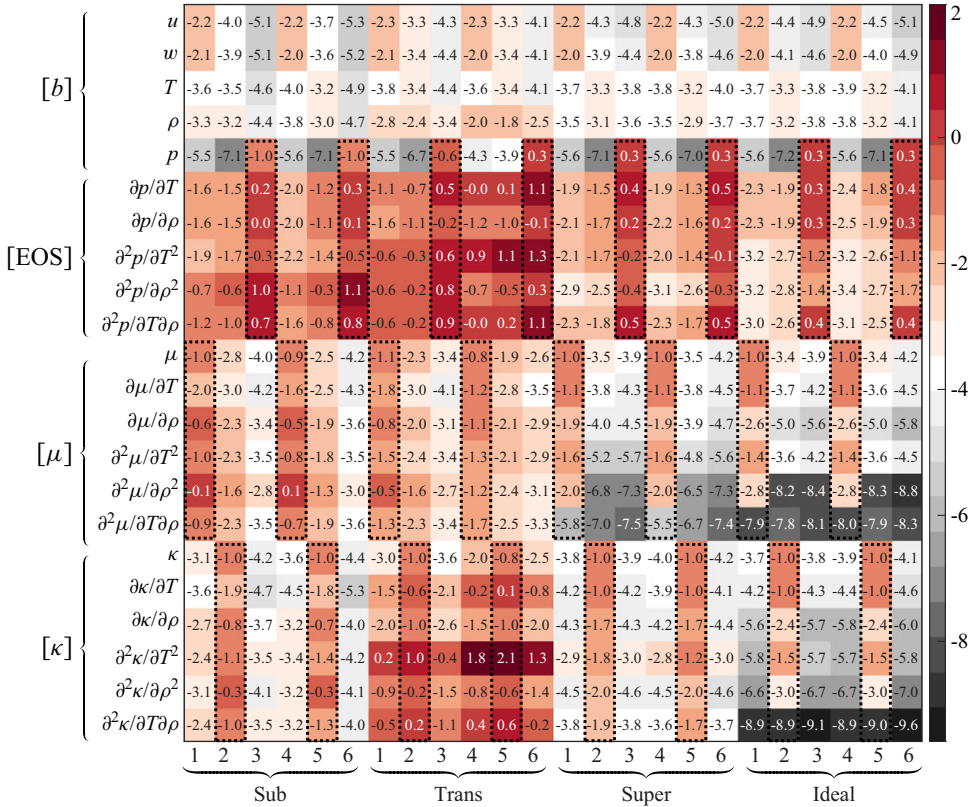 u -2.2 -4.0 -5.1 -2.2 -3.7 -5.3 -2.3 -3.3 -4.3 -2.3 -3.3 -4.1 -2.2 -4.3 -4.8 -2.2 -4.3 -5.0 -2.2 -4.4 -4.9 -2.2 -4.5 -5.1
w -2.1 -3.9 -5.1 -2.0 -3.6 -5.2 -2.1 -3.4 -4.4 -2.0 -3.4 -4.1 -2.0 -3.9 -4.4 -2.0 -3.8 -4.6 -2.0 -4.1 -4.6 -2.0 -4.0 -4.9
[b] T -3.6 -3.5 -4.6 -4.0 -3.2 -4.9 -3.8 -3.4 -4.4 -3.6 -3.4 -4.1 -3.7 -3.3 -3.8 -3.8 -3.2 -4.0 -3.7 -3.3 -3.8 -3.9 -3.2 -4.1
ρ -3.3 -3.2 -4.4 -3.8 -3.0 -4.7 -2.8 -2.4 -3.4 -2.0 -1.8 -2.5 -3.5 -3.1 -3.6 -3.5 -2.9 -3.7 -3.7 -3.2 -3.8 -3.8 -3.2 -4.1
p -5.5 -7.1 -1.0 -5.6 -7.1 -1.0 -5.5 -6.7 -0.6 -4.3 -3.9 0.3 -5.6 -7.1 0.3 -5.6 -7.0 0.3 -5.6 -7.2 0.3 -5.6 -7.1 0.3
∂p/∂T -1.6 -1.5 0.2 -2.0 -1.2 0.3 -1.1 -0.7 0.5 -0.0 0.1 1.1 -1.9 -1.5 0.4 -1.9 -1.3 0.5 -2.3 -1.9 0.3 -2.4 -1.8 0.4
∂p/∂ρ -1.6 -1.5 0.0 -2.0 -1.1 0.1 -1.6 -1.1 -0.2 -1.2 -1.0 -0.1 -2.1 -1.7 0.2 -2.2 -1.6 0.2 -2.3 -1.9 0.3 -2.5 -1.9 0.3
[EOS] ∂²p/∂T² -1.9 -1.7 -0.3 -2.2 -1.4 -0.5 -0.6 -0.3 0.6 0.9 1.1 1.3 -2.1 -1.7 -0.2 -2.0 -1.4 -0.1 -3.2 -2.7 -1.2 -3.2 -2.6 -1.1
∂²p/∂ρ² -0.7 -0.6 1.0 -1.1 -0.3 1.1 -0.6 -0.2 0.8 -0.7 -0.5 0.3 -2.9 -2.5 -0.4 -3.1 -2.6 -0.3 -3.2 -2.8 -1.4 -3.4 -2.7 -1.7
∂²p/∂T∂ρ -1.2 -1.0 0.7 -1.6 -0.8 0.8 -0.6 -0.2 0.9 -0.0 0.2 1.1 -2.3 -1.8 0.5 -2.3 -1.7 0.5 -3.0 -2.6 0.4 -3.1 -2.5 0.4
μ -1.0 -2.8 -4.0 -0.9 -2.5 -4.2 -1.1 -2.3 -3.4 -0.8 -1.9 -2.6 -1.0 -3.5 -3.9 -1.0 -3.5 -4.2 -1.0 -3.4 -3.9 -1.0 -3.4 -4.2
∂μ/∂T -2.0 -3.0 -4.2 -1.6 -2.5 -4.3 -1.8 -3.0 -4.1 -1.2 -2.8 -3.5 -1.1 -3.8 -4.3 -1.1 -3.8 -4.5 -1.1 -3.7 -4.2 -1.1 -3.6 -4.5
∂μ/∂ρ -0.6 -2.3 -3.4 -0.5 -1.9 -3.6 -0.8 -2.0 -3.1 -1.1 -2.1 -2.9 -1.9 -4.0 -4.5 -1.9 -3.9 -4.7 -2.6 -5.0 -5.6 -2.6 -5.0 -5.8
[μ] ∂²μ/∂T² -1.0 -2.3 -3.5 -0.8 -1.8 -3.5 -1.5 -2.4 -3.4 -1.3 -2.1 -2.9 -1.6 -5.2 -5.7 -1.6 -4.8 -5.6 -1.4 -3.6 -4.2 -1.4 -3.6 -4.5
∂²μ/∂ρ² -0.1 -1.6 -2.8 0.1 -1.3 -3.0 -0.5 -1.6 -2.7 -1.2 -2.4 -3.1 -2.0 -6.8 -7.3 -2.0 -6.5 -7.3 -2.8 -8.2 -8.4 -2.8 -8.3 -8.8
∂²μ/∂T∂ρ -0.9 -2.3 -3.5 -0.7 -1.9 -3.6 -1.3 -2.3 -3.4 -1.7 -2.5 -3.3 -5.8 -7.0 -7.5 -5.5 -6.7 -7.4 -7.9 -7.8 -8.1 -8.0 -7.9 -8.3
κ -3.1 -1.0 -4.2 -3.6 -1.0 -4.4 -3.0 -1.0 -3.6 -2.0 -0.8 -2.5 -3.8 -1.0 -3.9 -4.0 -1.0 -4.2 -3.7 -1.0 -3.8 -3.9 -1.0 -4.1
∂κ/∂T -3.6 -1.9 -4.7 -4.5 -1.8 -5.3 -1.5 -0.6 -2.1 -0.2 0.1 -0.8 -4.2 -1.0 -4.2 -3.9 -1.0 -4.1 -4.2 -1.0 -4.3 -4.4 -1.0 -4.6
∂κ/∂ρ -2.7 -0.8 -3.7 -3.2 -0.7 -4.0 -2.0 -1.0 -2.6 -1.5 -1.0 -2.0 -4.3 -1.7 -4.3 -4.2 -1.7 -4.4 -5.6 -2.4 -5.8 -5.8 -2.4 -6.0
[κ] ∂²κ/∂T² -2.4 -1.1 -3.5 -3.4 -1.4 -4.2 0.2 1.0 -0.4 1.8 2.1 1.3 -2.9 -1.8 -3.0 -2.8 -1.2 -3.0 -5.8 -1.5 -5.7 -5.7 -1.5 -5.8
∂²κ/∂ρ² -3.1 -0.3 -4.1 -3.2 -0.3 -4.1 -0.9 -0.2 -1.5 -0.8 -0.6 -1.4 -4.5 -2.0 -4.6 -4.5 -2.2 -4.6 -6.6 -3.0 -6.7 -6.7 -3.0 -7.0
∂²κ/∂T∂ρ -2.4 -1.0 -3.5 -3.2 -1.3 -4.0 -0.5 0.2 -1.1 0.4 0.6 -0.2 -3.8 -1.9 -3.8 -3.6 -1.7 -3.7 -8.9 -8.9 -9.1 -8.9 -9.0 -9.6
1 2 3 4 5 6 1 2 3 4 5 6 1 2 3 4 5 6 1 2 3 4 5 6
Sub Trans Super Ideal
2
0
-2
-4
-6
-8